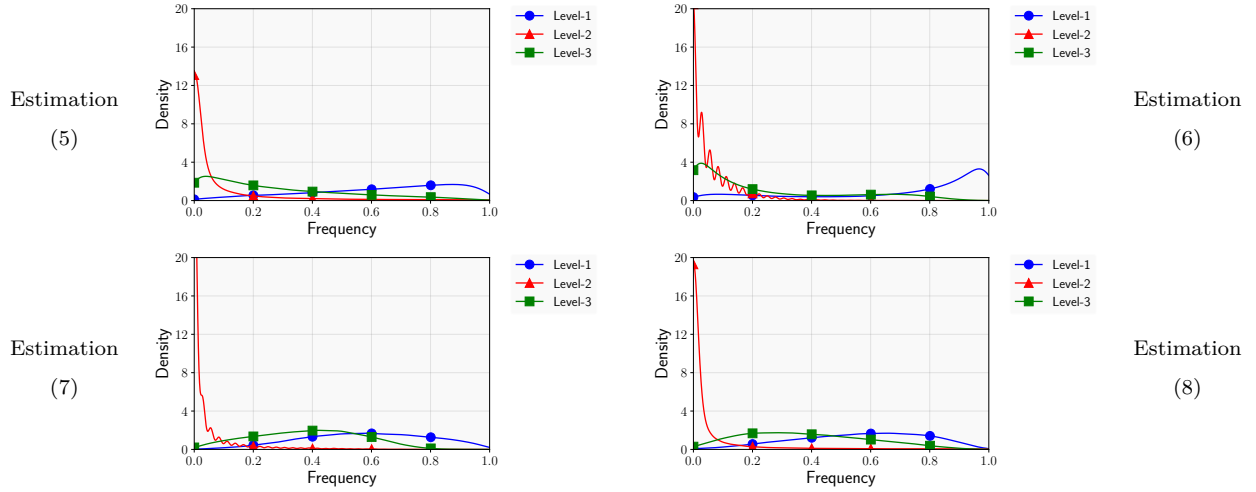 Estimation
(5)
20
16
12
8
4
0
Density
0.0 0.2 0.4 0.6 0.8 1.0
Frequency
Level-1
Level-2
Level-3
20
16
12
8
4
0
Density
0.0 0.2 0.4 0.6 0.8 1.0
Frequency
Level-1
Level-2
Level-3
Estimation
(6)
Estimation
(7)
20
16
12
8
4
0
Density
0.0 0.2 0.4 0.6 0.8 1.0
Frequency
Level-1
Level-2
Level-3
20
16
12
8
4
0
Density
0.0 0.2 0.4 0.6 0.8 1.0
Frequency
Level-1
Level-2
Level-3
Estimation
(8)